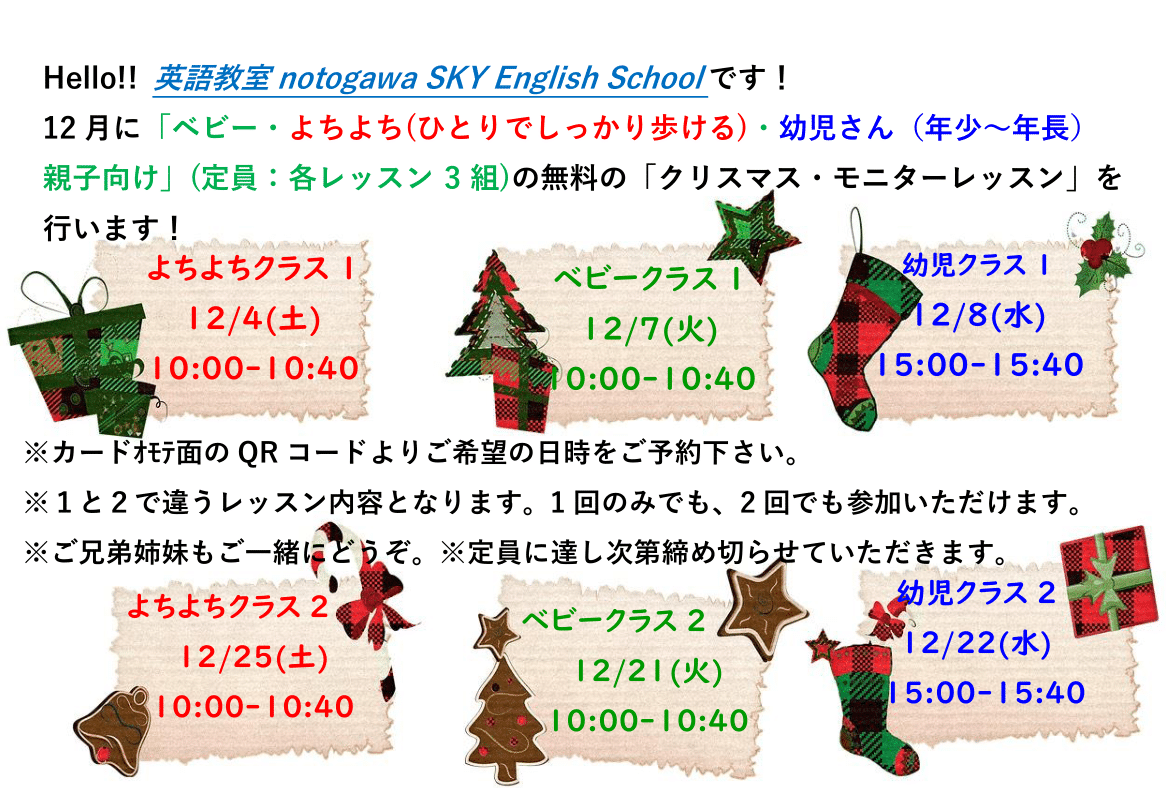 Hello!! 英語教室 notogawa SKY English Schoolです！
12月に「ベビー・よちよち(ひとりでしっかり歩ける)・幼児さん（年少～年長）
親子向け」(定員：各レッスン 3 組)の無料の「クリスマス・モニターレッスン」を
行います！
よちよちクラス 1
12/4(土)
10:00-10:40
ベビークラス 1
12/7(火)
10:00-10:40
幼児クラス 1
12/8(水)
15:00-15:40
※カードｵﾓﾃ面の QR コードよりご希望の日時をご予約下さい。
※１と２で違うレッスン内容となります。1 回のみでも、2 回でも参加いただけます。
※ご兄弟姉妹もご一緒にどうぞ。※定員に達し次第締め切らせていただきます。
よちよちクラス 2
12/25(土)
10:00-10:40
ベビークラス 2
12/21(火)
10:00-10:40
幼児クラス 2
12/22(水)
15:00-15:40